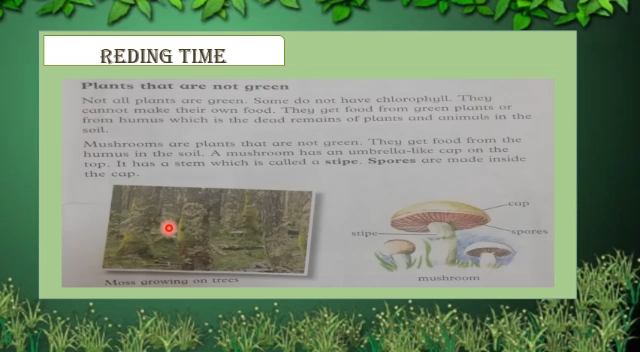 REDING TIME
Plants that are not green
Not all plants are green. Some do not have chlorophyll. They
cannot make their own food. They get food from green plants or
from humus which is the dead remains of plants and animals in the
soil.
Mushrooms are plants that are not green. They get food from the
humus in the soil. A mushroom has an umbrella-like cap on the
top. It has a stem which is called a stipe. Spores are made inside
the cap.
cap
stipe
spores
Moss growing on trees
mushroom